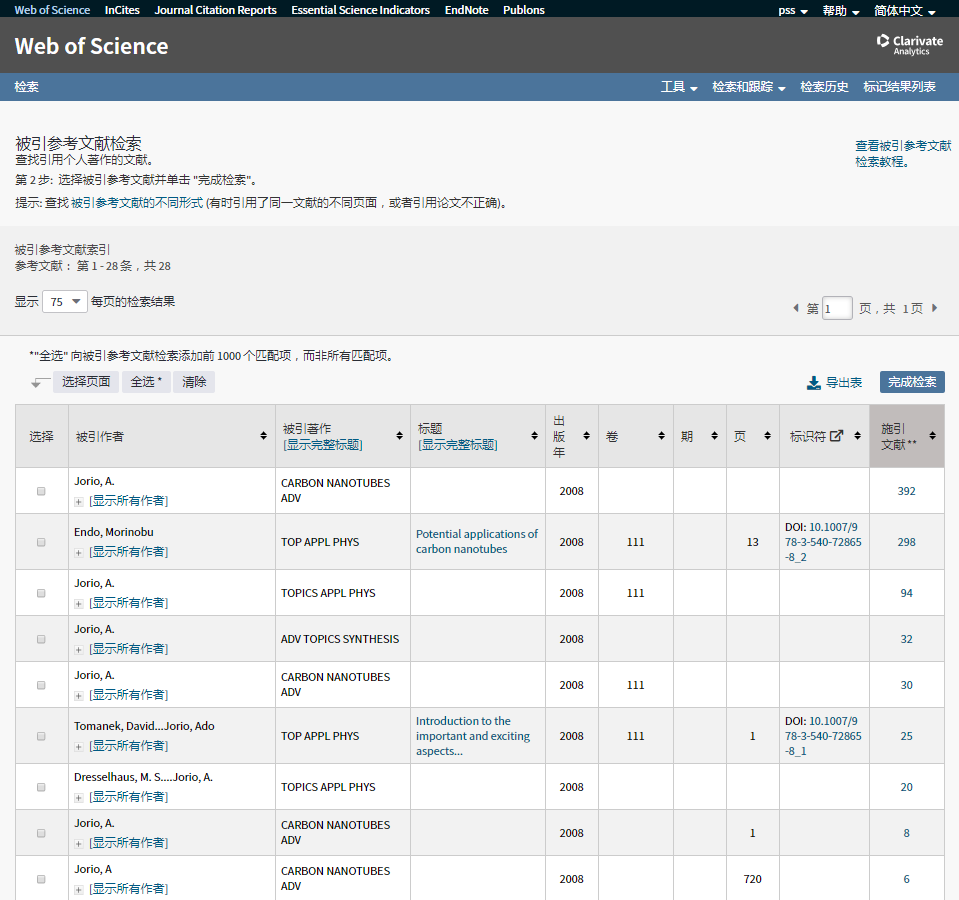 Web of Science InCites Journal Citation Reports Essential Science Indicators EndNote Publons pss 帮助 简体中文
Web of Science
Clarivate
Analytics
检索 工具 检索和跟踪 检索历史 标记结果列表
被引参考文献检索
查找引用个人著作的文献。
查看被引参考文献
检索教程。
第 2 步: 选择被引参考文献并单击 "完成检索"。
提示: 查找 被引参考文献的不同形式 (有时引用了同一文献的不同页面，或者引用论文不正确)。
被引参考文献索引
参考文献： 第 1 - 28 条，共 28
显示 75 每页的检索结果
第 1 页，共 1 页
*"全选" 向被引参考文献检索添加前 1000 个匹配项，而非所有匹配项。
选择页面 全选 * 清除 导出表 完成检索
选择 被引作者 被引著作 [显示完整标题] 标题 [显示完整标题] 出版年 卷 期 页 标识符 施引文献 **
Jorio, A. CARBON NANOTUBES 2008 392
+ [显示所有作者] ADV
Endo, Morinobu TOP APPL PHYS Potential applications of 2008 111 13 DOI: 10.1007/9 298
+ [显示所有作者] carbon nanotubes 78-3-540-72865
-8_2
Jorio, A. TOPICS APPL PHYS 2008 111 94
+ [显示所有作者]
Jorio, A. ADV TOPICS SYNTHESIS 2008 32
+ [显示所有作者]
Jorio, A. CARBON NANOTUBES 2008 111 30
+ [显示所有作者] ADV
Tomanek, David...Jorio, Ado TOP APPL PHYS Introduction to the 2008 111 1 DOI: 10.1007/9 25
+ [显示所有作者] important and exciting 78-3-540-72865
aspects... -8_1
Dresselhaus, M. S....Jorio, A. TOPICS APPL PHYS 2008 20
+ [显示所有作者]
Jorio, A. CARBON NANOTUBES 2008 1 8
+ [显示所有作者] ADV
Jorio, A CARBON NANOTUBES 2008 720 6
+ [显示所有作者] ADV